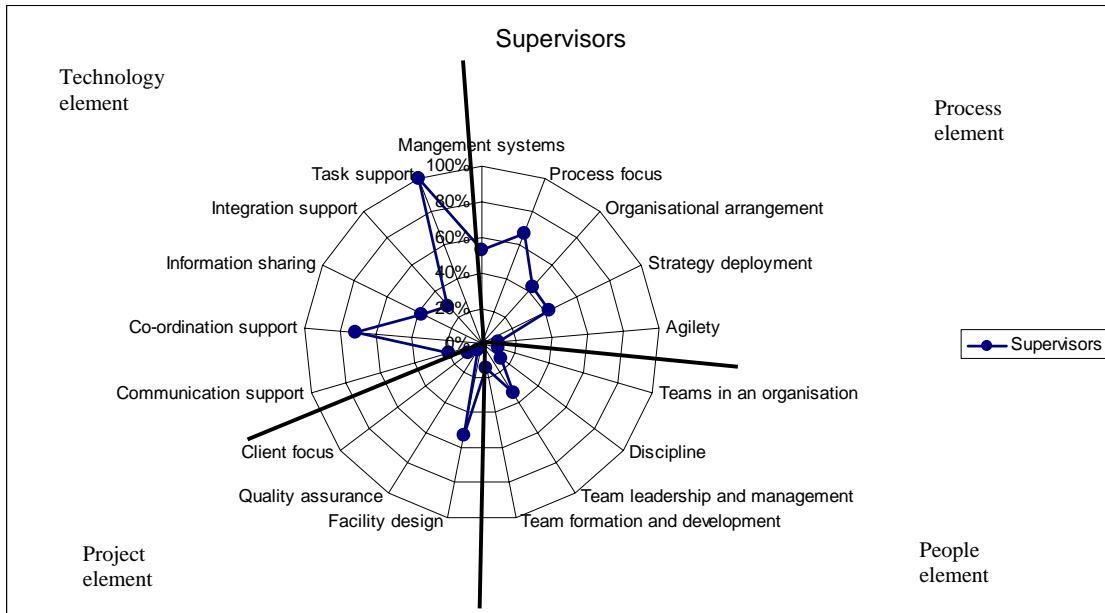 Supervisors
Technology
element
Process
element
Mangement systems
100%
80%
60%
40%
20%
0%
Process focus
Organisational arrangement
Strategy deployment
Agilety
Teams in an organisation
Discipline
Team leadership and management
Team formation and development
Facility design
Quality assurance
Client focus
Communication support
Co-ordination support
Information sharing
Integration support
Task support
Supervisors
Project
element
People
element